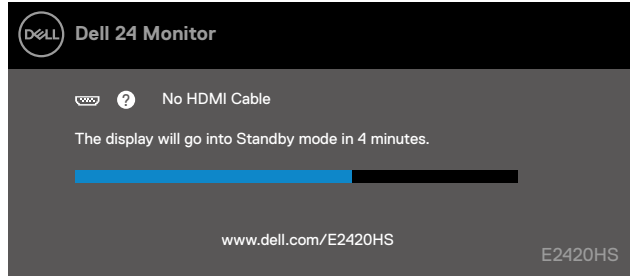 DELL
Dell 24 Monitor
? No HDMI Cable
The display will go into Standby mode in 4 minutes.
www.dell.com/E2420HS
E2420HS